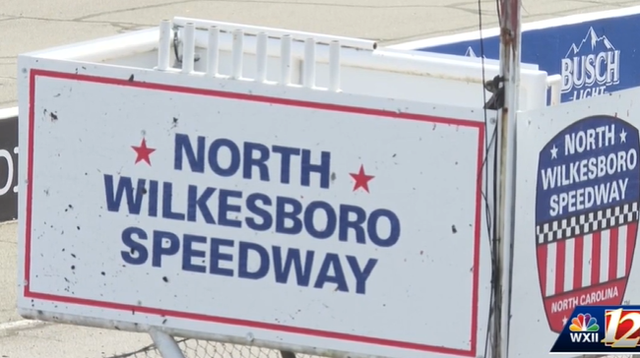 NORTH
WILKESBORO
SPEEDWAY
BUSCH
LIGHT
NORTH
WILKESBORO
SPEEDWAY
NORTH CAROLINA
WXII 12